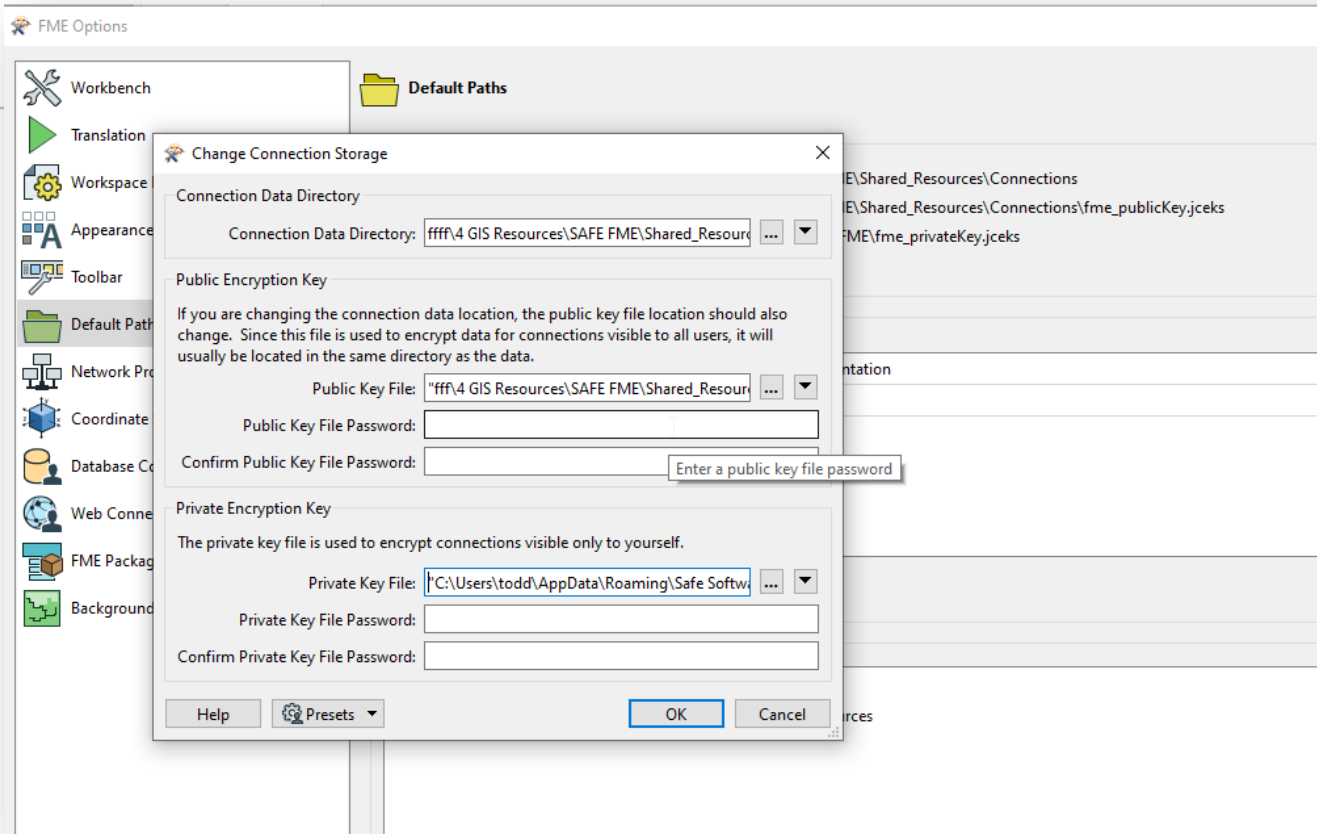 FME Options
Workbench
Translation
Workspace
Appearance
Toolbar
Default Path
Network Pro
Coordinate
Database Co
Web Conne
FME Packag
Background
Default Paths
IE\Shared_Resources\Connections
IE\Shared_Resources\Connections\fme_publicKey.jceks
FME\fme_privateKey.jceks
ntation
urces
Change Connection Storage
Connection Data Directory
Connection Data Directory: ffff\4 GIS Resources\SAFE FME\Shared_Resourc ...
Public Encryption Key
If you are changing the connection data location, the public key file location should also
change. Since this file is used to encrypt data for connections visible to all users, it will
usually be located in the same directory as the data.
Public Key File: "fff\4 GIS Resources\SAFE FME\Shared_Resour ...
Public Key File Password:
Confirm Public Key File Password:
Enter a public key file password
Private Encryption Key
The private key file is used to encrypt connections visible only to yourself.
Private Key File: "C:\Users\todd\AppData\Roaming\Safe Softwa ...
Private Key File Password:
Confirm Private Key File Password:
Help Presets OK Cancel